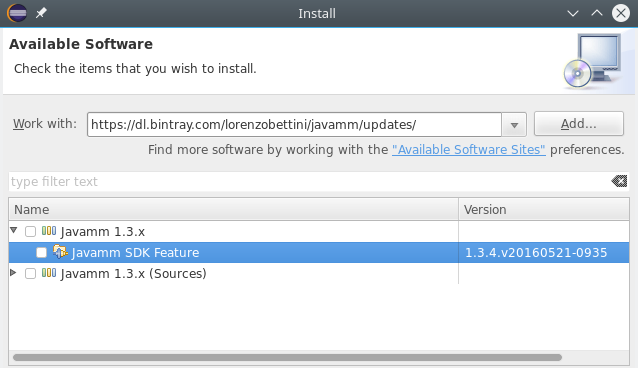 Install
Available Software
Check the items that you wish to install.
Work with: https://dl.bintray.com/lorenzobettini/javamm/updates/ Add...
Find more software by working with the "Available Software Sites" preferences.
type filter text
Name Version
Javamm 1.3.x
Javamm SDK Feature 1.3.4.v20160521-0935
Javamm 1.3.x (Sources)